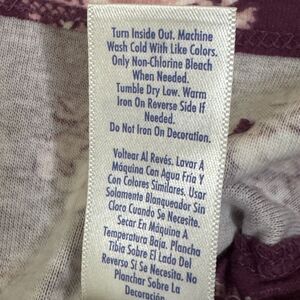 Turn Inside Out. Machine
Wash Cold With Like Colors.
Only Non-Chlorine Bleach
When Needed.
Tumble Dry Low. Warm
Iron On Reverse Side If
Needed.
Do Not Iron On Decoration.
Voltear Al Revés. Lavar A
Máquina Con Agua Fría Y
Con Colores Similares. Usar
Solamente Blanqueador Sin
Cloro Cuando Se Necesite.
Secar En Máquina A
Temperatura Baja. Plancha
Tibia Sobre El Lado Del
Reverso Si Se Necesite. No
Planchar Sobre La
Decoración.